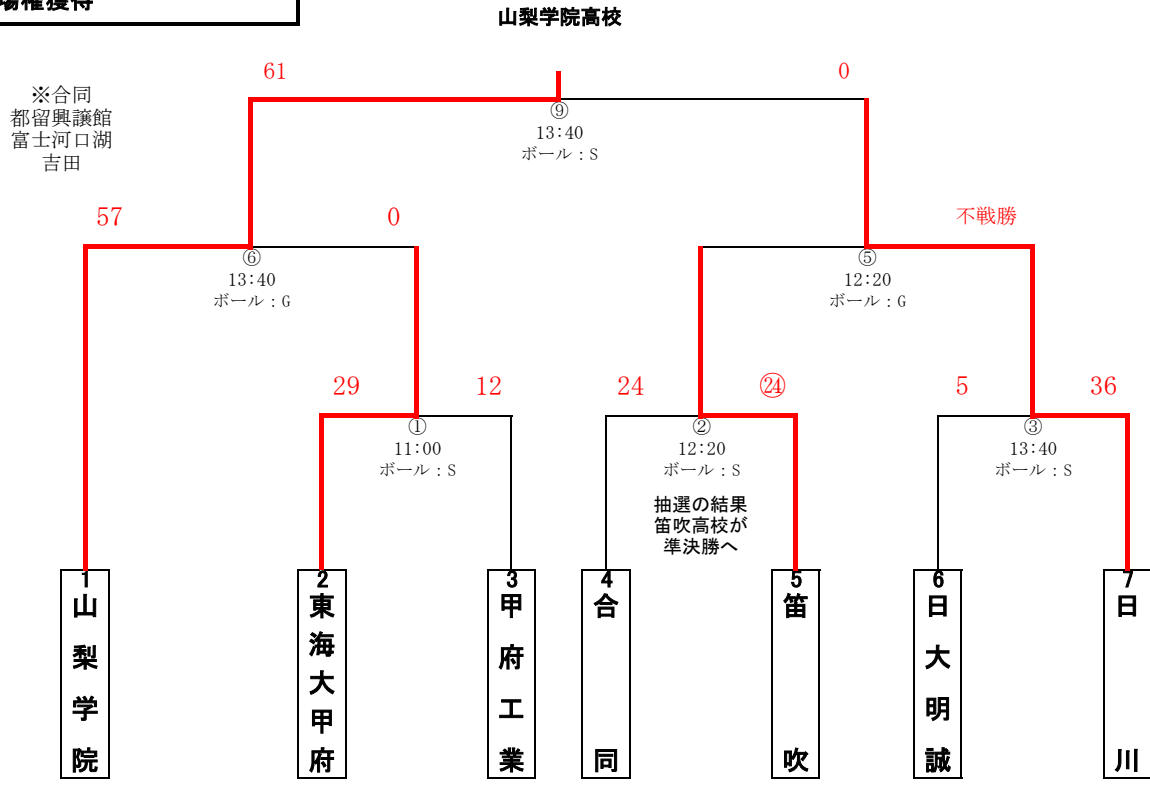 場権獲得
山梨学院高校
61
0
※合同
都留興譲館
富士河口湖
吉田
⑨
13:40
ボール：S
57
0
不戦勝
⑥
13:40
ボール：G
⑤
12:20
ボール：G
29
12
24
㉔
5
36
①
11:00
ボール：S
②
12:20
ボール：S
③
13:40
ボール：S
抽選の結果
笛吹高校が
準決勝へ
1
山梨学院
2
東海大甲府
3
甲府工業
4
合同
5
笛吹
6
日大明誠
7
日川